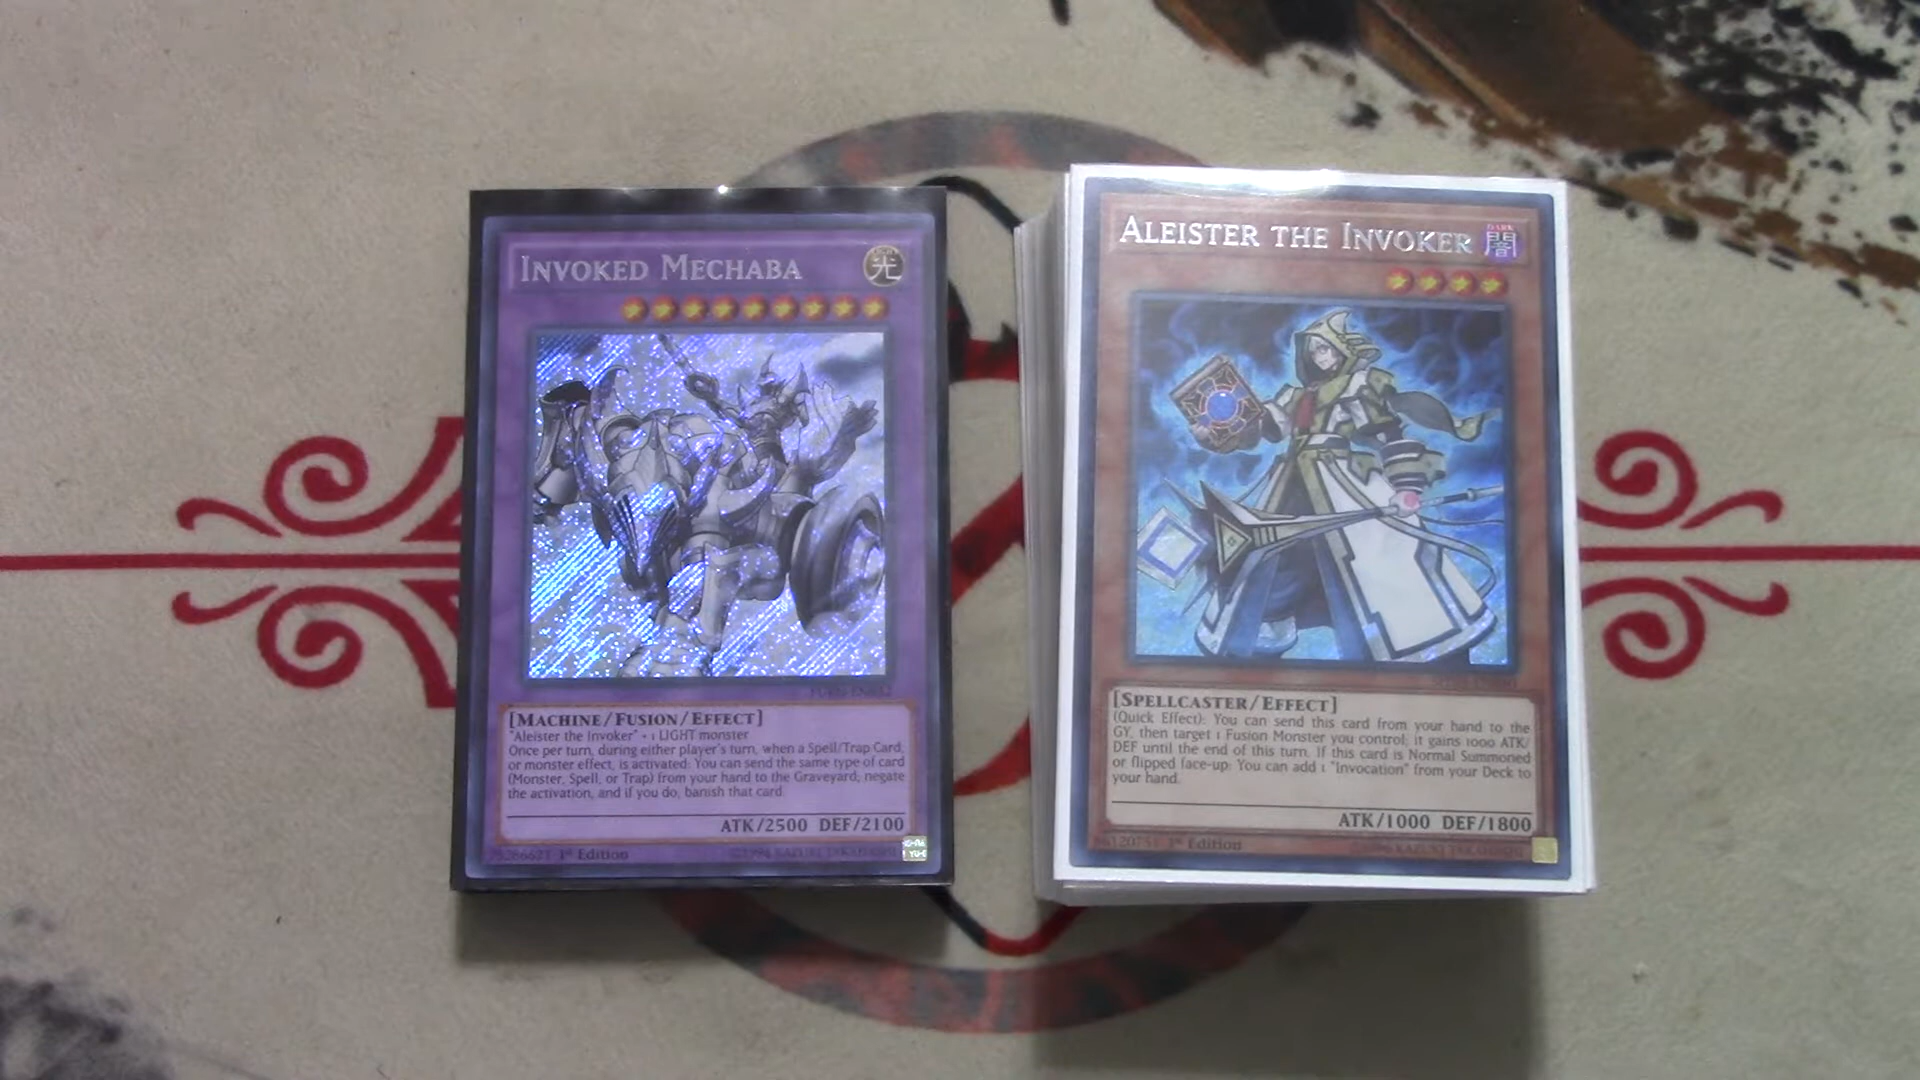 INVOKED MECHABA
光
[MACHINE/FUSION/EFFECT]
"Aleister the Invoker" + 1 LIGHT monster
Once per turn, during either player's turn, when a Spell/Trap Card,
or monster effect, is activated: You can send the same type of card
(Monster, Spell, or Trap) from your hand to the Graveyard; negate
the activation, and if you do, banish that card.
ATK/2500 DEF/2100
1st Edition
ALEISTER THE INVOKER
DARK
闇
[SPELLCASTER/EFFECT]
(Quick Effect): You can send this card from your hand to the
GY, then target 1 Fusion Monster you control; it gains 1000 ATK/
DEF until the end of this turn. If this card is Normal Summoned
or flipped face-up: You can add 1 "Invocation" from your Deck to
your hand.
ATK/1000 DEF/1800
1st Edition